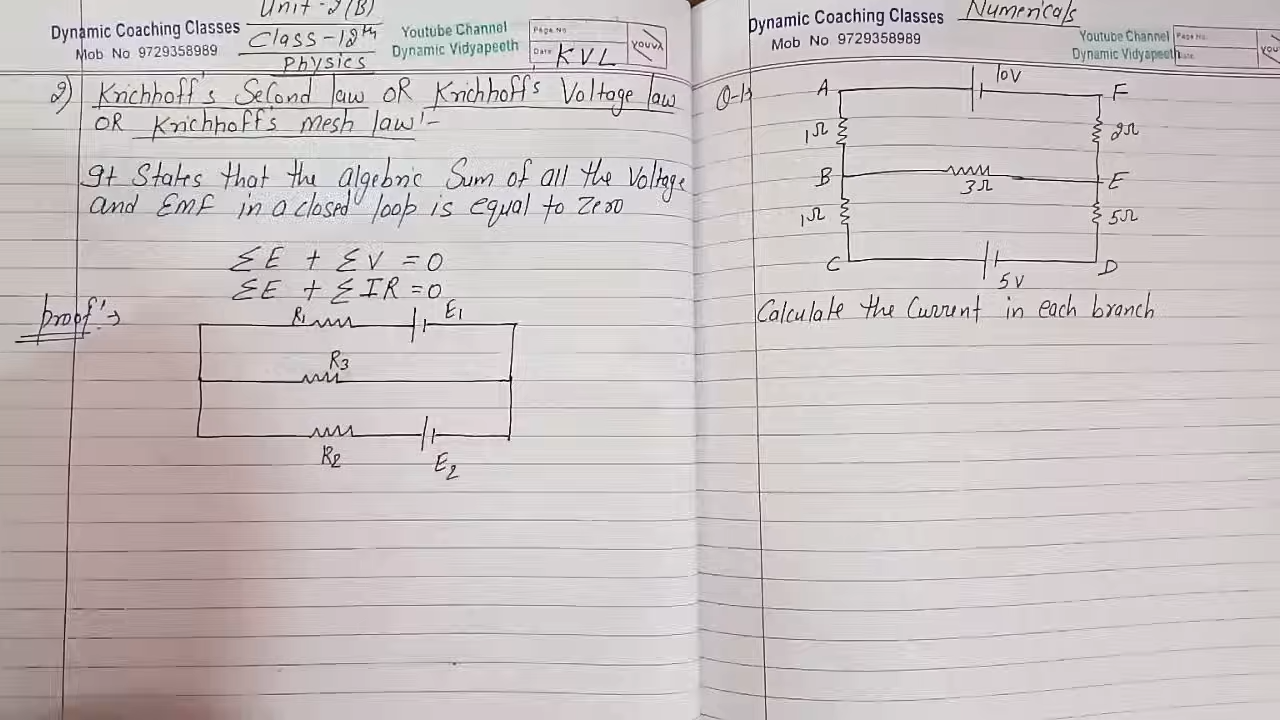 Unit-2(B)
Dynamic Coaching Classes
Mob No 9729358989
Class-12th
Physics
Youtube Channel
Dynamic Vidyapeeth
Page No
Date KVL
youva
2) Krichhoff's Second law OR Krichhoff's Voltage law
OR Krichhoff's mesh law:-
It States that the algebric Sum of all the Voltage
and EMF in a closed loop is equal to Zero
ΣE + ΣV = 0
ΣE + ΣIR = 0
proof:→
R1
E1
R3
R2
E2
Dynamic Coaching Classes
Mob No 9729358989
Numericals
Youtube Channel
Dynamic Vidyapeeth
Page No.
Date
Q-1)
A
10V
F
1Ω
2Ω
B
3Ω
E
1Ω
5Ω
C
5V
D
Calculate the Current in each branch